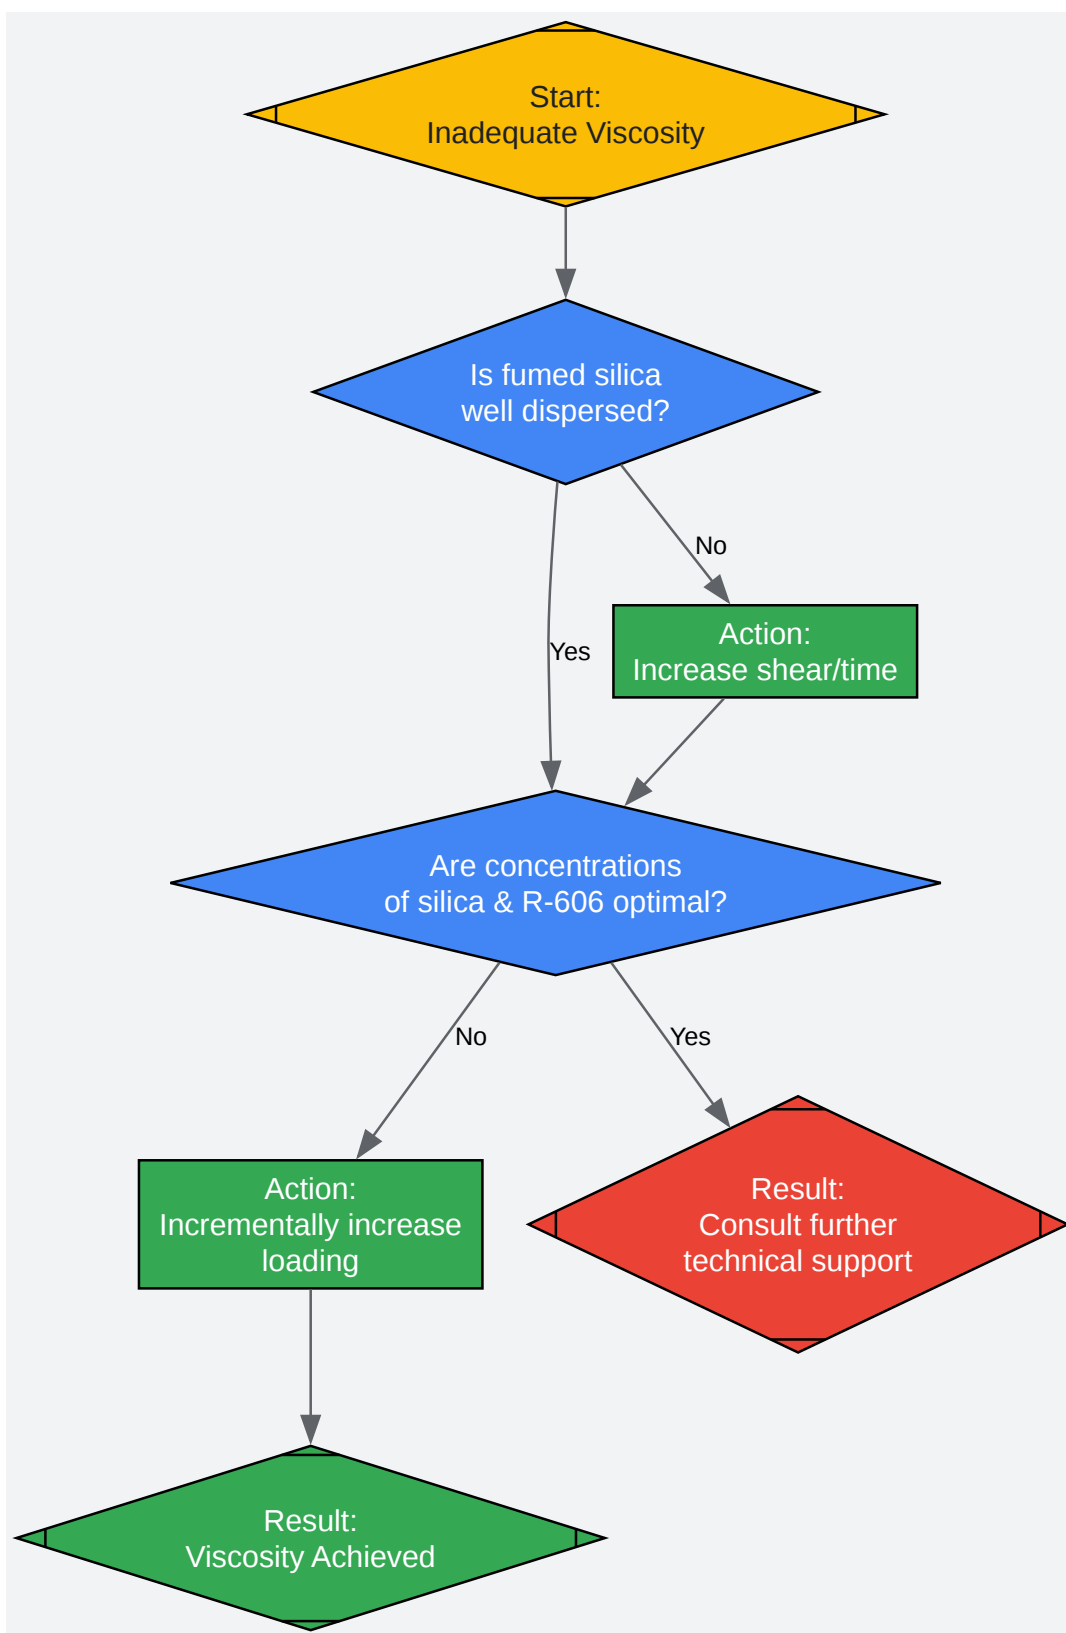 Start:
Inadequate Viscosity
Is fumed silica
well dispersed?
No
Action:
Increase shear/time
Yes
Are concentrations
of silica & R-606 optimal?
No
Yes
Action:
Incrementally increase
loading
Result:
Consult further
technical support
Result:
Viscosity Achieved